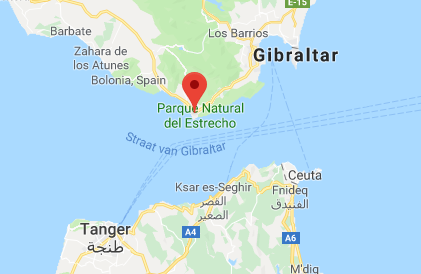 E-15
Barbate
Los Barrios
Zahara de
los Atunes
Gibraltar
Bolonia, Spain
Parque Natural
del Estrecho
Straat van Gibraltar
Ceuta
Ksar es-Seghir
القصر
الصغير
Fnideq
الفنيدق
Tanger
طنجة
A4
A6
M'diq